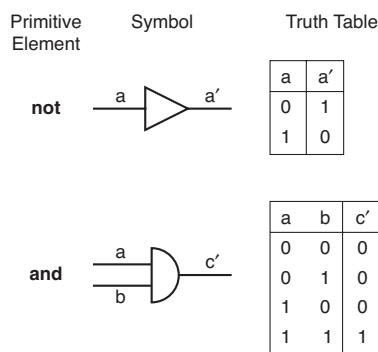 Primitive Element
Symbol
Truth Table
not
a
a′
a a′
0 1
1 0
and
a
b
c′
a b c′
0 0 0
0 1 0
1 0 0
1 1 1